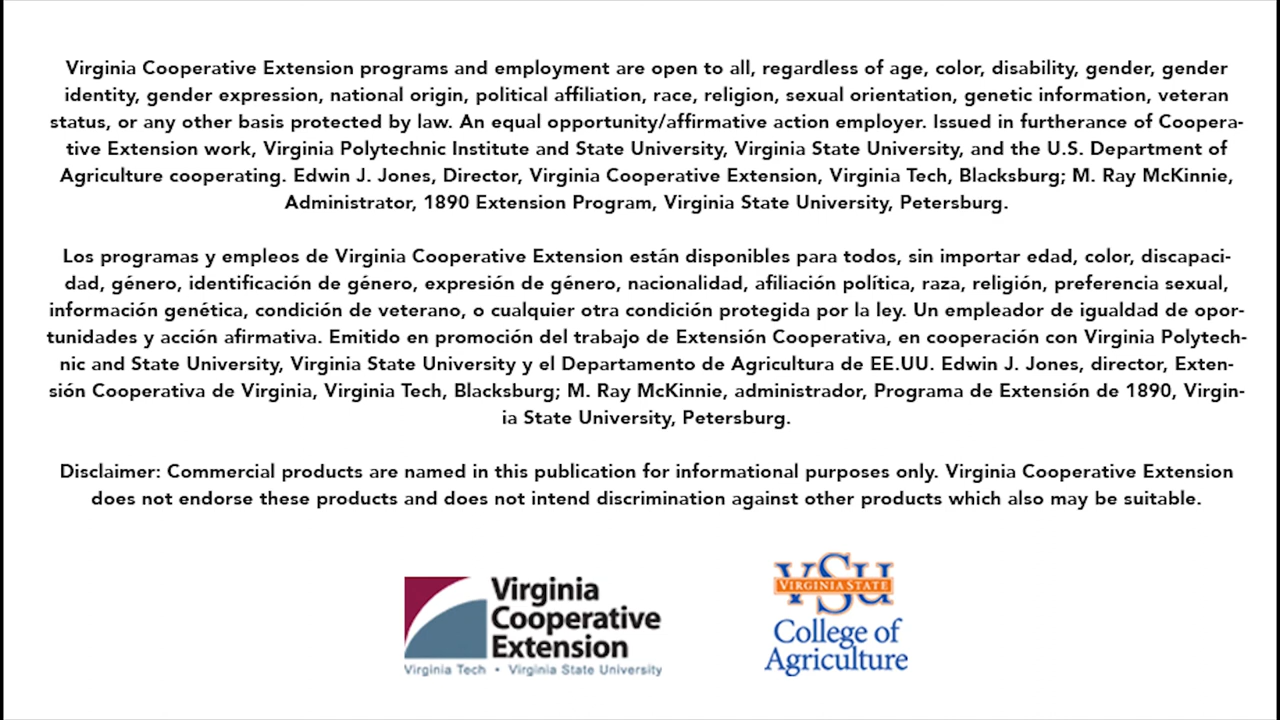 Virginia Cooperative Extension programs and employment are open to all, regardless of age, color, disability, gender, gender
identity, gender expression, national origin, political affiliation, race, religion, sexual orientation, genetic information, veteran
status, or any other basis protected by law. An equal opportunity/affirmative action employer. Issued in furtherance of Coopera-
tive Extension work, Virginia Polytechnic Institute and State University, Virginia State University, and the U.S. Department of
Agriculture cooperating. Edwin J. Jones, Director, Virginia Cooperative Extension, Virginia Tech, Blacksburg; M. Ray McKinnie,
Administrator, 1890 Extension Program, Virginia State University, Petersburg.
Los programas y empleos de Virginia Cooperative Extension están disponibles para todos, sin importar edad, color, discapaci-
dad, género, identificación de género, expresión de género, nacionalidad, afiliación política, raza, religión, preferencia sexual,
información genética, condición de veterano, o cualquier otra condición protegida por la ley. Un empleador de igualdad de opor-
tunidades y acción afirmativa. Emitido en promoción del trabajo de Extensión Cooperativa, en cooperación con Virginia Polytech-
nic and State University, Virginia State University y el Departamento de Agricultura de EE.UU. Edwin J. Jones, director, Exten-
sión Cooperativa de Virginia, Virginia Tech, Blacksburg; M. Ray McKinnie, administrador, Programa de Extensión de 1890, Virgin-
ia State University, Petersburg.
Disclaimer: Commercial products are named in this publication for informational purposes only. Virginia Cooperative Extension
does not endorse these products and does not intend discrimination against other products which also may be suitable.
Virginia
Cooperative
Extension
Virginia Tech • Virginia State University
VSU
VIRGINIA STATE
College of
Agriculture